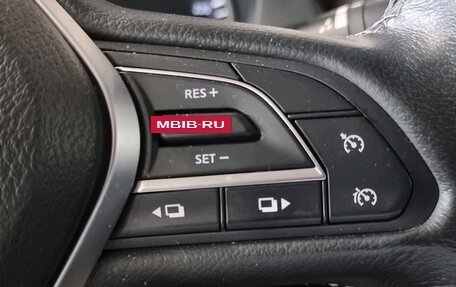 RES +
MBIB-RU
SET −